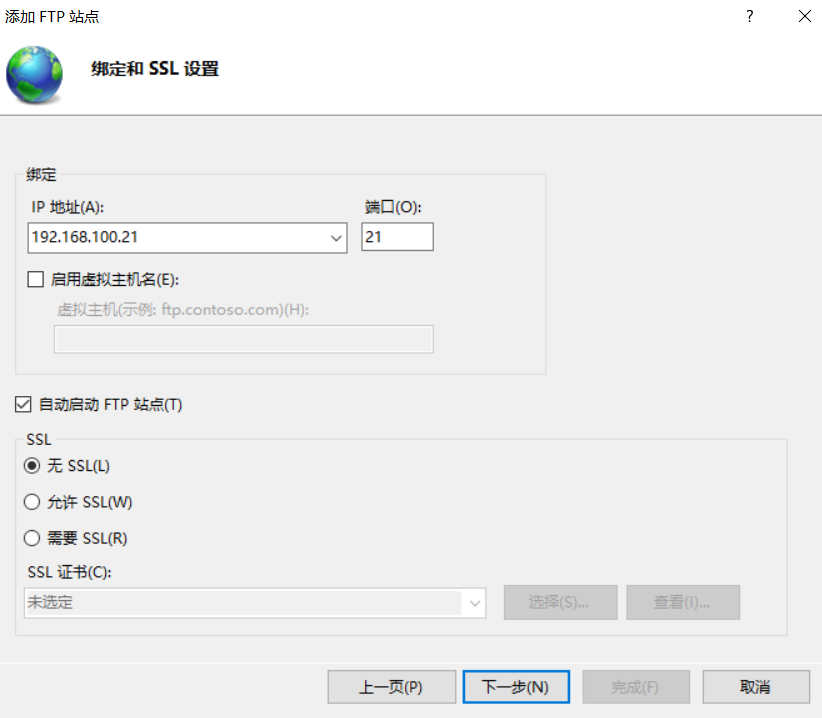 添加 FTP 站点
?
绑定和 SSL 设置
绑定
IP 地址(A): 端口(O):
192.168.100.21 21
启用虚拟主机名(E):
虚拟主机(示例: ftp.contoso.com)(H):
自动启动 FTP 站点(T)
SSL
无 SSL(L)
允许 SSL(W)
需要 SSL(R)
SSL 证书(C):
未选定 选择(S)... 查看(I)...
上一页(P) 下一步(N) 完成(F) 取消